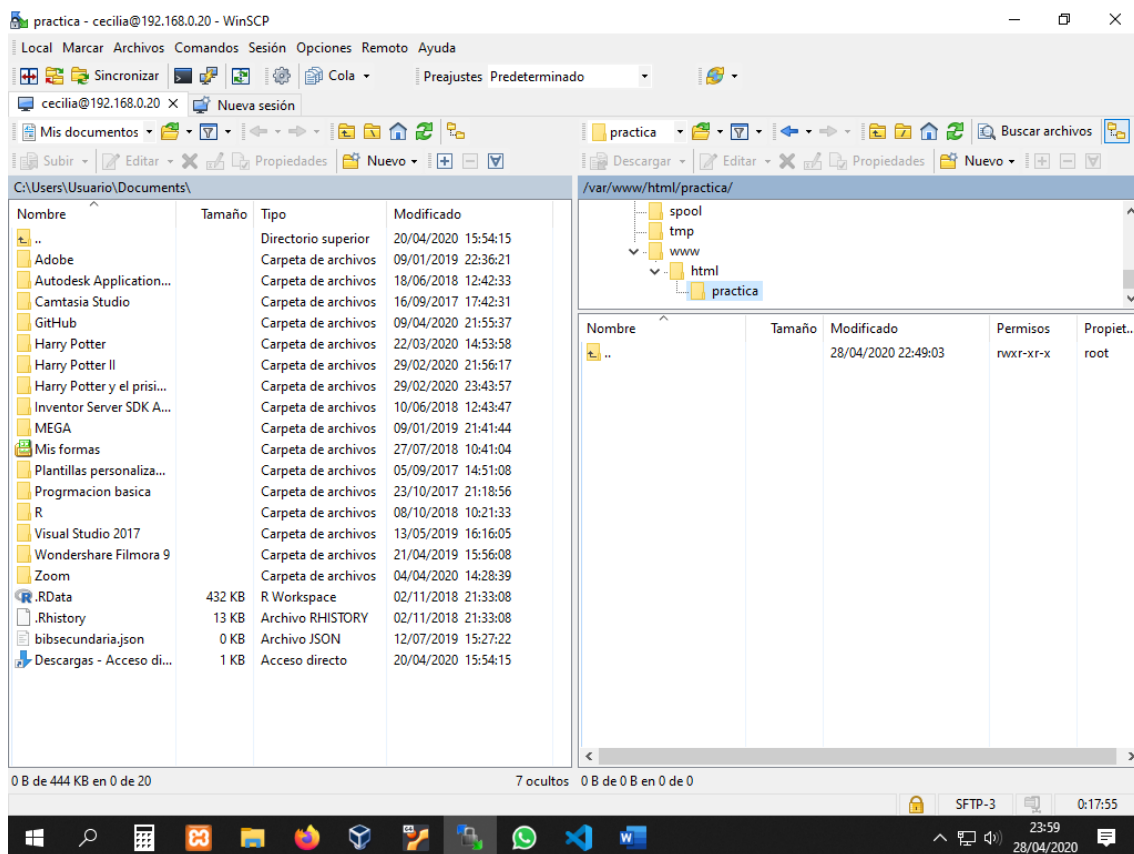 practica - cecilia@192.168.0.20 - WinSCP
Local Marcar Archivos Comandos Sesión Opciones Remoto Ayuda
Sincronizar Cola Preajustes Predeterminado
cecilia@192.168.0.20 Nueva sesión
Mis documentos practica Buscar archivos
Subir Editar Propiedades Nuevo Descargar Editar Propiedades Nuevo
C:\Users\Usuario\Documents\ /var/www/html/practica/
Nombre Tamaño Tipo Modificado
.. Directorio superior 20/04/2020 15:54:15
Adobe Carpeta de archivos 09/01/2019 22:36:21
Autodesk Application... Carpeta de archivos 18/06/2018 12:42:33
Camtasia Studio Carpeta de archivos 16/09/2017 17:42:31
GitHub Carpeta de archivos 09/04/2020 21:55:37
Harry Potter Carpeta de archivos 22/03/2020 14:53:58
Harry Potter II Carpeta de archivos 29/02/2020 21:56:17
Harry Potter y el prisi... Carpeta de archivos 29/02/2020 23:43:57
Inventor Server SDK A... Carpeta de archivos 10/06/2018 12:43:47
MEGA Carpeta de archivos 09/01/2019 21:41:44
Mis formas Carpeta de archivos 27/07/2018 10:41:04
Plantillas personaliza... Carpeta de archivos 05/09/2017 14:51:08
Progrmacion basica Carpeta de archivos 23/10/2017 21:18:56
R Carpeta de archivos 08/10/2018 10:21:33
Visual Studio 2017 Carpeta de archivos 13/05/2019 16:16:05
Wondershare Filmora 9 Carpeta de archivos 21/04/2019 15:56:08
Zoom Carpeta de archivos 04/04/2020 14:28:39
.RData 432 KB R Workspace 02/11/2018 21:33:08
.Rhistory 13 KB Archivo RHISTORY 02/11/2018 21:33:08
bibsecundaria.json 0 KB Archivo JSON 12/07/2019 15:27:22
Descargas - Acceso di... 1 KB Acceso directo 20/04/2020 15:54:15
spool
tmp
www
html
practica
Nombre Tamaño Modificado Permisos Propiet..
.. 28/04/2020 22:49:03 rwxr-xr-x root
0 B de 444 KB en 0 de 20 7 ocultos 0 B de 0 B en 0 de 0
SFTP-3 0:17:55
23:59
28/04/2020